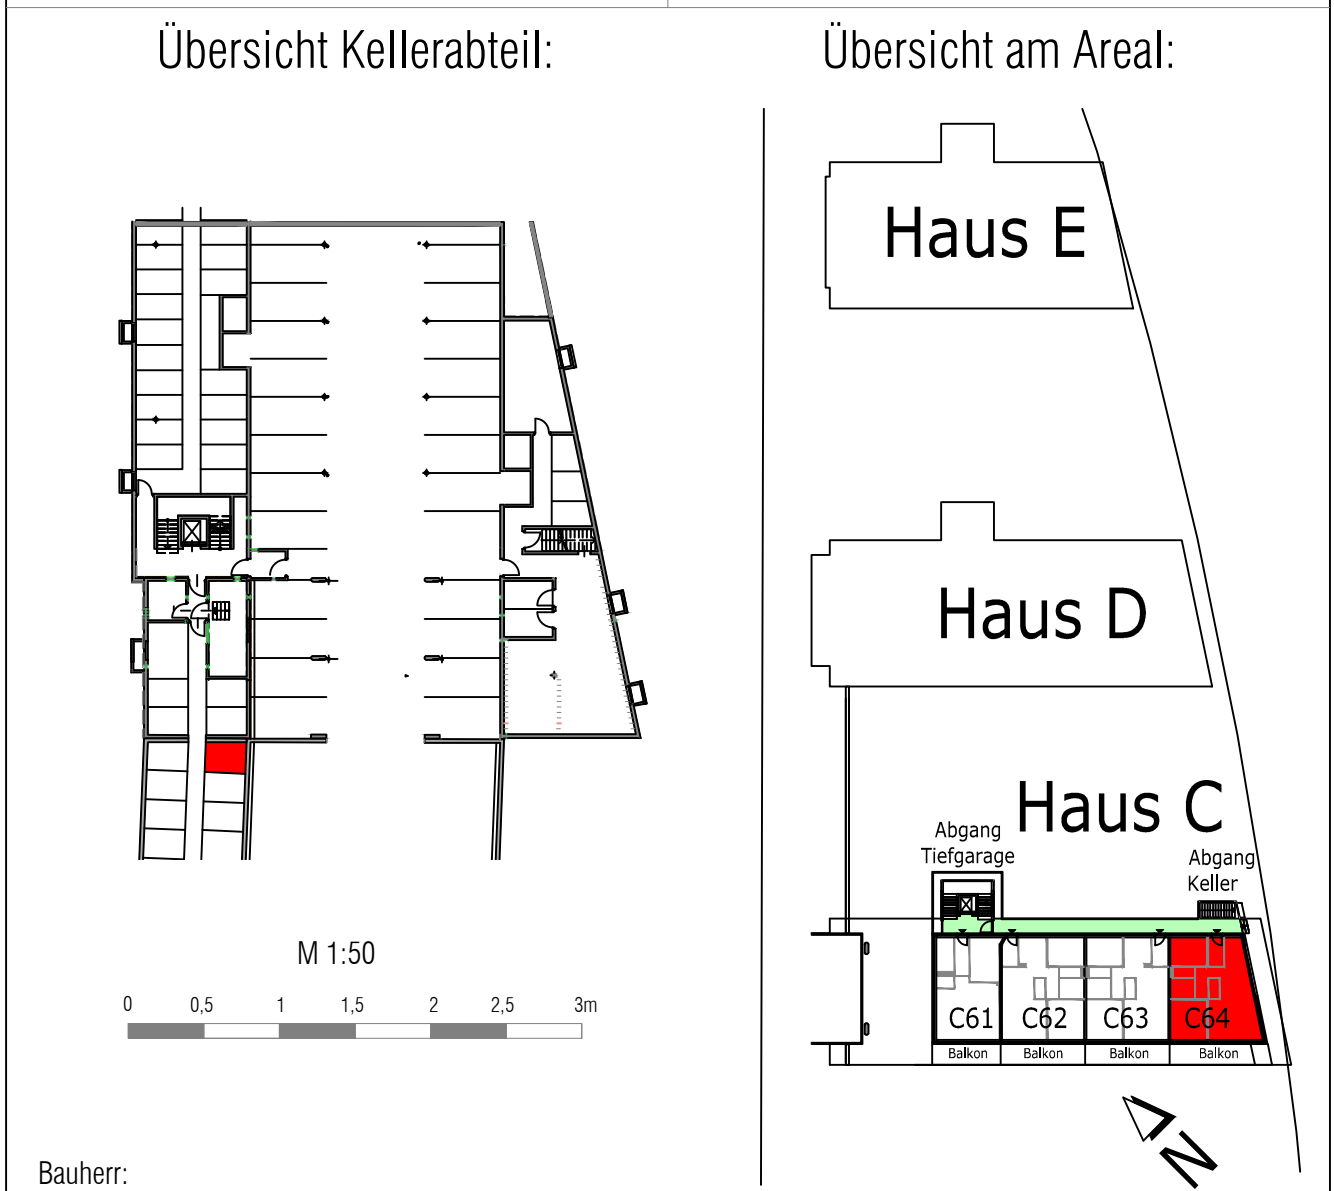 Übersicht Kellerabteil:
Übersicht am Areal:
Haus E
Haus D
Haus C
Abgang
Tiefgarage
Abgang
Keller
C61
C62
C63
C64
Balkon
Balkon
Balkon
Balkon
N
M 1:50
0 0,5 1 1,5 2 2,5 3m
Bauherr: